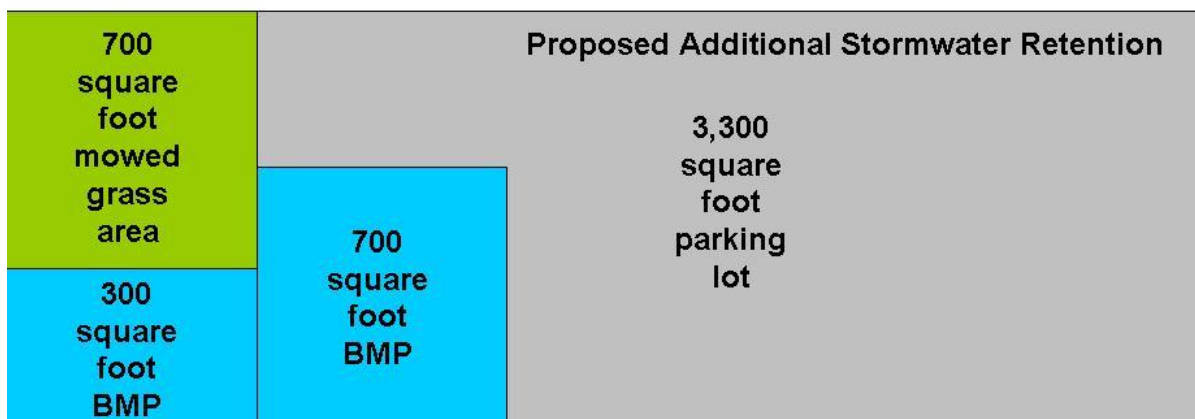 700
square
foot
mowed
grass
area
300
square
foot
BMP
700
square
foot
BMP
Proposed Additional Stormwater Retention
3,300
square
foot
parking
lot